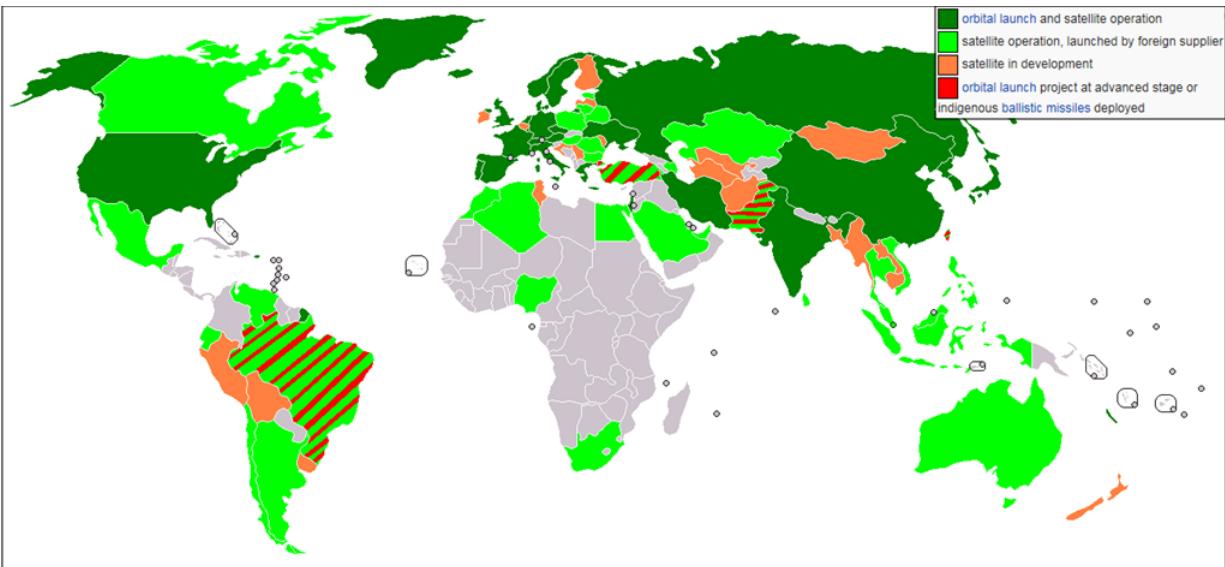 orbital launch and satellite operation
satellite operation, launched by foreign supplier
satellite in development
orbital launch project at advanced stage or
indigenous ballistic missiles deployed